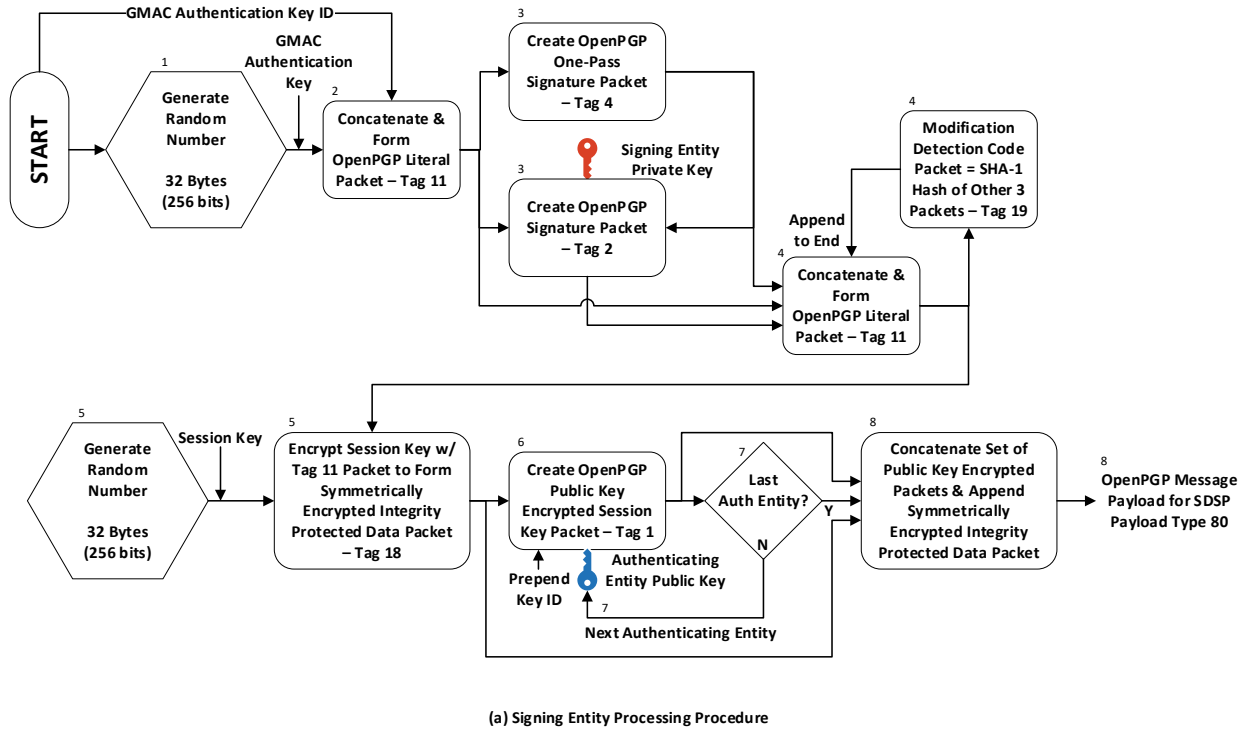 GMAC Authentication Key ID
START
1
Generate
Random
Number
32 Bytes
(256 bits)
GMAC
Authentication
Key
2
Concatenate &
Form
OpenPGP Literal
Packet – Tag 11
3
Create OpenPGP
One-Pass
Signature Packet
– Tag 4
Signing Entity
Private Key
3
Create OpenPGP
Signature Packet
– Tag 2
4
Modification
Detection Code
Packet = SHA-1
Hash of Other 3
Packets – Tag 19
Append
to End
4
Concatenate &
Form
OpenPGP Literal
Packet – Tag 11
5
Generate
Random
Number
32 Bytes
(256 bits)
Session Key
5
Encrypt Session Key w/
Tag 11 Packet to Form
Symmetrically
Encrypted Integrity
Protected Data Packet
– Tag 18
6
Create OpenPGP
Public Key
Encrypted Session
Key Packet – Tag 1
Prepend
Key ID
Authenticating
Entity Public Key
7
Last
Auth Entity?
Y
N
7
Next Authenticating Entity
8
Concatenate Set of
Public Key Encrypted
Packets & Append
Symmetrically
Encrypted Integrity
Protected Data Packet
8
OpenPGP Message
Payload for SDSP
Payload Type 80
(a) Signing Entity Processing Procedure